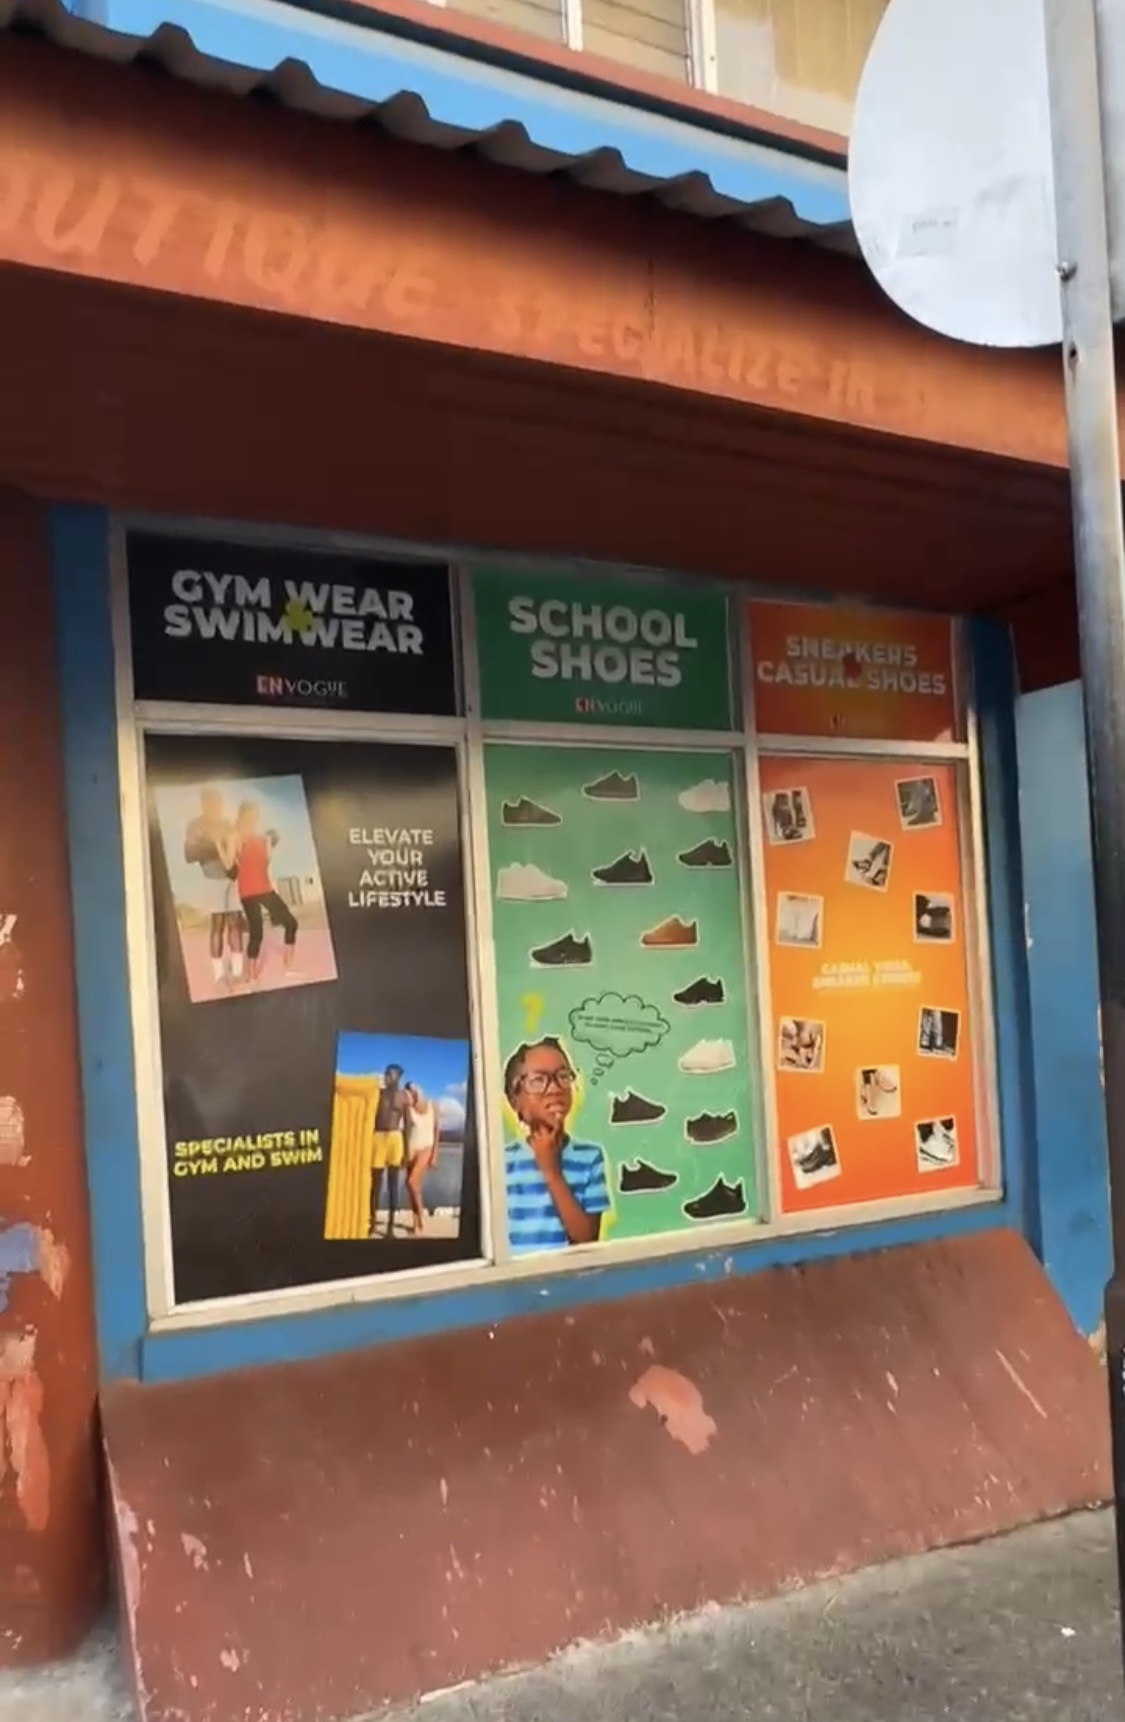 OUTIQUE SPECIALIZE IN S
GYM WEAR
SWIMWEAR
ENVOGUE
SCHOOL
SHOES
ENVOGUE
SNEAKERS
CASUAL SHOES
ELEVATE
YOUR
ACTIVE
LIFESTYLE
?
SPECIALISTS IN
GYM AND SWIM